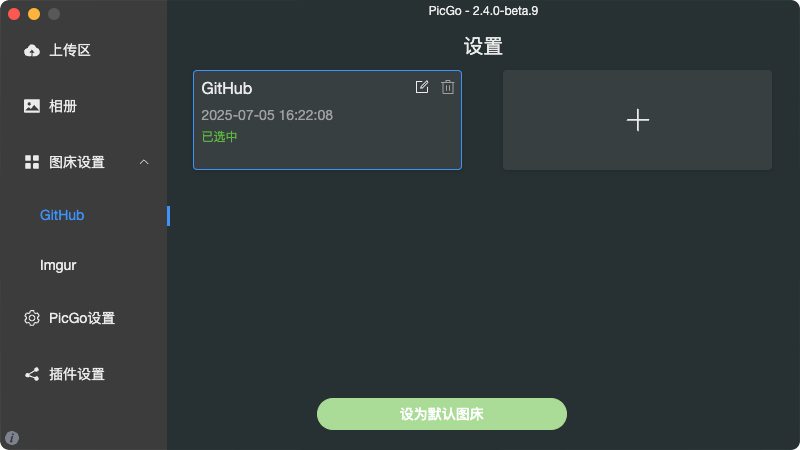 PicGo - 2.4.0-beta.9
上传区
相册
图床设置
GitHub
Imgur
PicGo设置
插件设置
设置
GitHub
2025-07-05 16:22:08
已选中
设为默认图床